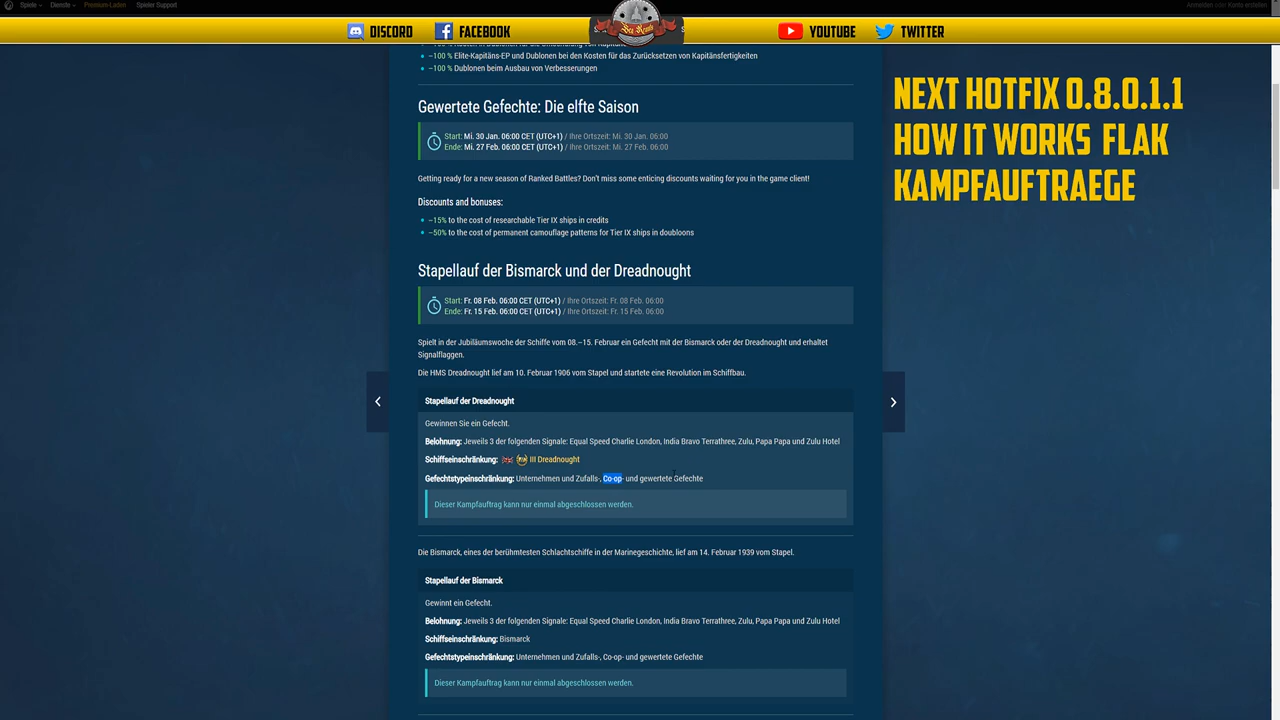 Spiele
Dienste
Premium-Laden
Spieler Support
Anmelden oder Konto erstellen
DISCORD
FACEBOOK
YOUTUBE
TWITTER
–100 % Elite-Kapitäns-EP und Dublonen bei den Kosten für das Zurücksetzen von Kapitänsfertigkeiten
–100 % Dublonen beim Ausbau von Verbesserungen
NEXT HOTFIX 0.8.0.1.1
HOW IT WORKS FLAK
KAMPFAUFTRAEGE
Gewertete Gefechte: Die elfte Saison
Start: Mi. 30 Jan. 06:00 CET (UTC+1) / Ihre Ortszeit: Mi. 30 Jan. 06:00
Ende: Mi. 27 Feb. 06:00 CET (UTC+1) / Ihre Ortszeit: Mi. 27 Feb. 06:00
Getting ready for a new season of Ranked Battles? Don't miss some enticing discounts waiting for you in the game client!
Discounts and bonuses:
–15% to the cost of researchable Tier IX ships in credits
–50% to the cost of permanent camouflage patterns for Tier IX ships in doubloons
Stapellauf der Bismarck und der Dreadnought
Start: Fr. 08 Feb. 06:00 CET (UTC+1) / Ihre Ortszeit: Fr. 08 Feb. 06:00
Ende: Fr. 15 Feb. 06:00 CET (UTC+1) / Ihre Ortszeit: Fr. 15 Feb. 06:00
Spielt in der Jubiläumswoche der Schiffe vom 08.–15. Februar ein Gefecht mit der Bismarck oder der Dreadnought und erhaltet
Signalflaggen.
Die HMS Dreadnought lief am 10. Februar 1906 vom Stapel und startete eine Revolution im Schiffbau.
Stapellauf der Dreadnought
Gewinnen Sie ein Gefecht.
Belohnung: Jeweils 3 der folgenden Signale: Equal Speed Charlie London, India Bravo Terrathree, Zulu, Papa Papa und Zulu Hotel
Schiffseinschränkung: III Dreadnought
Gefechtstypeinschränkung: Unternehmen und Zufalls-, Co-op- und gewertete Gefechte
Dieser Kampfauftrag kann nur einmal abgeschlossen werden.
Die Bismarck, eines der berühmtesten Schlachtschiffe in der Marinegeschichte, lief am 14. Februar 1939 vom Stapel.
Stapellauf der Bismarck
Gewinnt ein Gefecht.
Belohnung: Jeweils 3 der folgenden Signale: Equal Speed Charlie London, India Bravo Terrathree, Zulu, Papa Papa und Zulu Hotel
Schiffseinschränkung: Bismarck
Gefechtstypeinschränkung: Unternehmen und Zufalls-, Co-op- und gewertete Gefechte
Dieser Kampfauftrag kann nur einmal abgeschlossen werden.